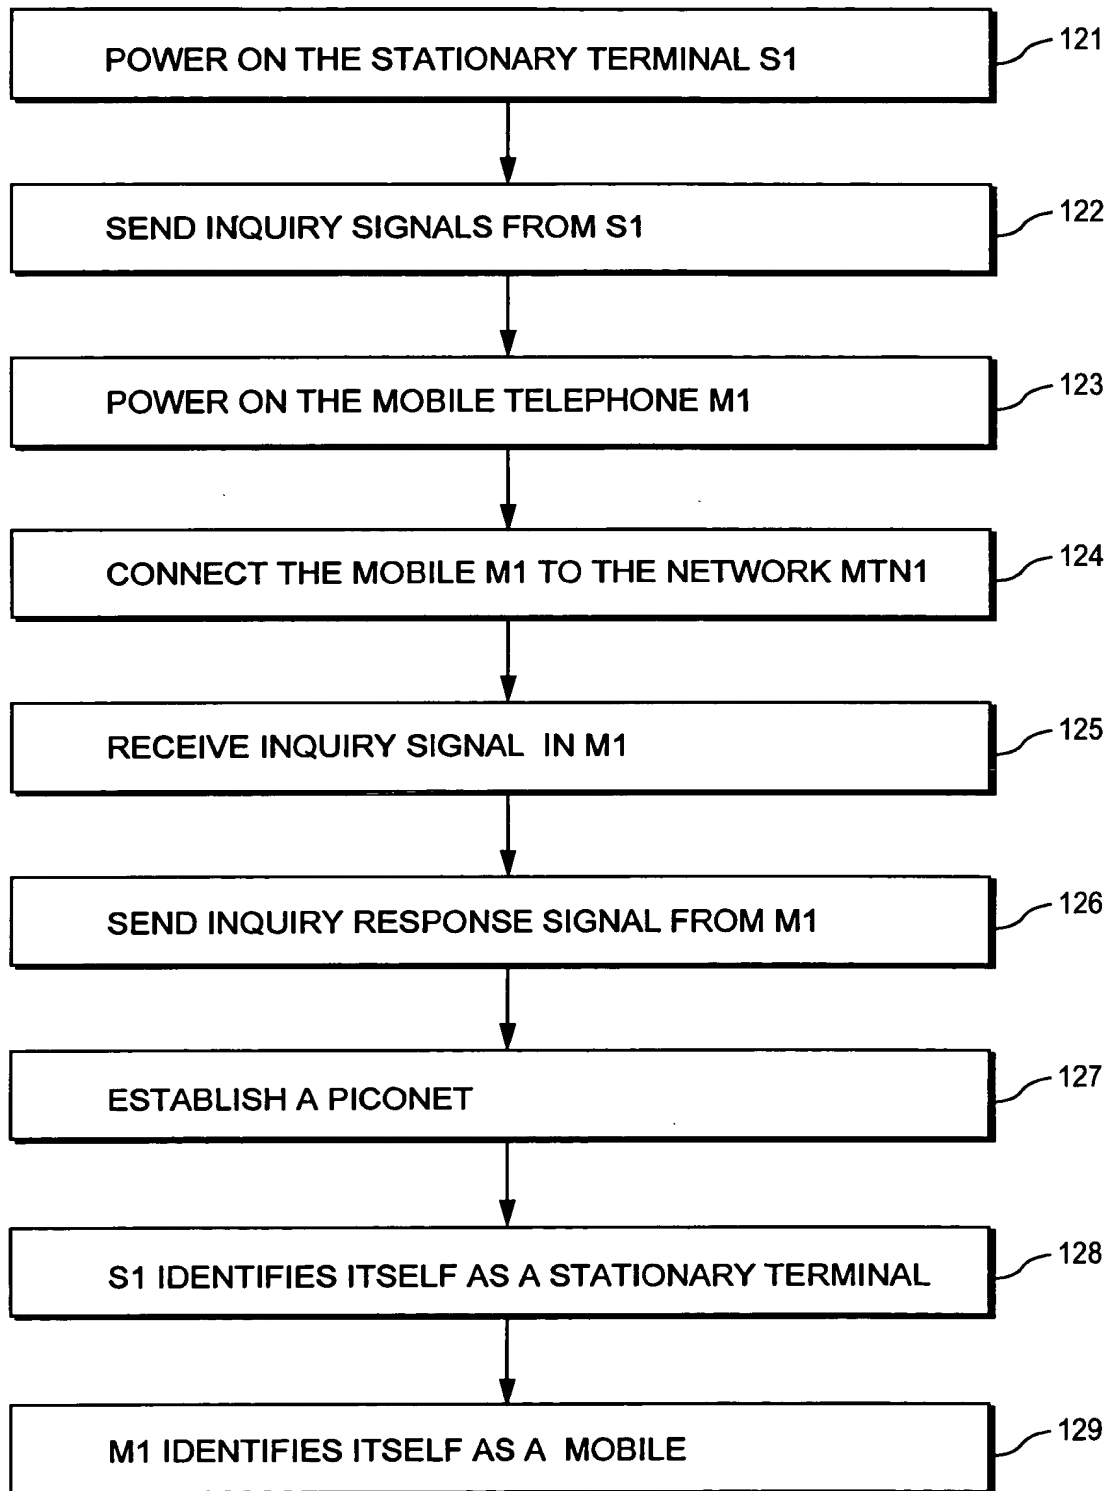 POWER ON THE STATIONARY TERMINAL S1
121
SEND INQUIRY SIGNALS FROM S1
122
POWER ON THE MOBILE TELEPHONE M1
123
CONNECT THE MOBILE M1 TO THE NETWORK MTN1
124
RECEIVE INQUIRY SIGNAL IN M1
125
SEND INQUIRY RESPONSE SIGNAL FROM M1
126
ESTABLISH A PICONET
127
S1 IDENTIFIES ITSELF AS A STATIONARY TERMINAL
128
M1 IDENTIFIES ITSELF AS A MOBILE
129